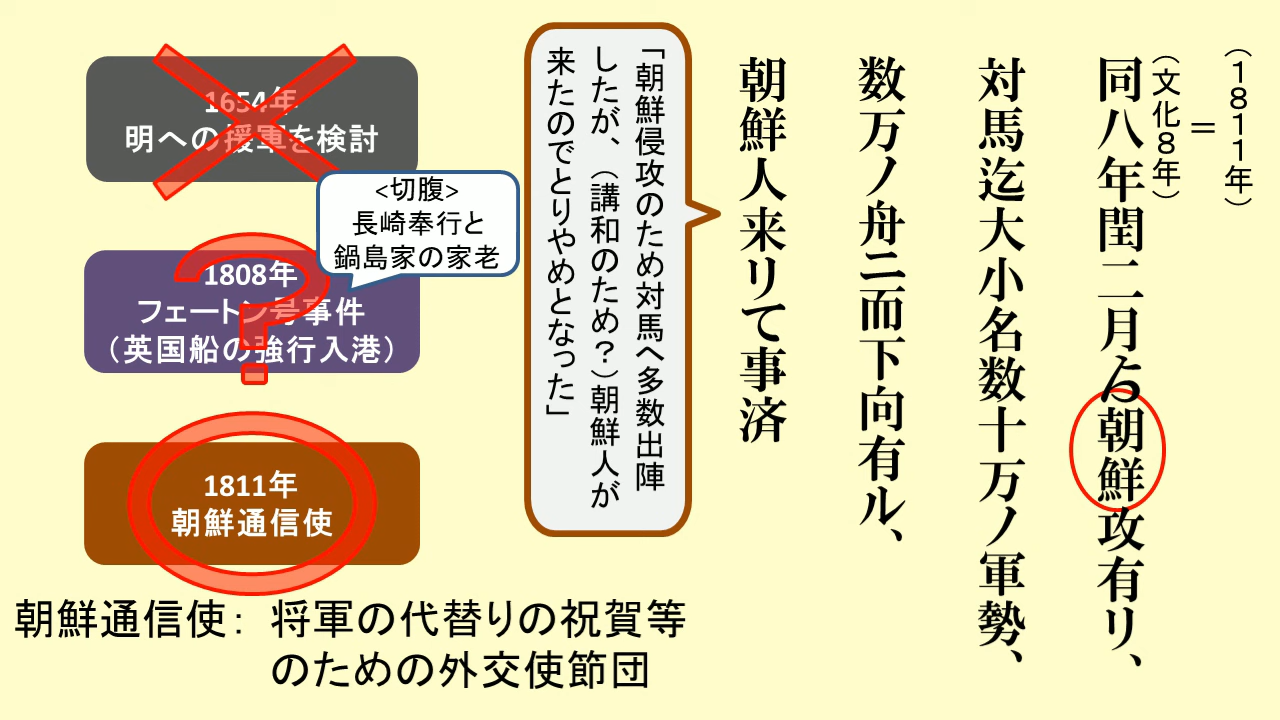 (1811年)
=
(文化8年)
同八年閏二月ゟ朝鮮攻有リ、
対馬迄大小名数十万ノ軍勢、
数万ノ舟ニ而下向有ル、
朝鮮人来リて事済
「朝鮮侵攻のため対馬へ多数出陣
したが、(講和のため?)朝鮮人が
来たのでとりやめとなった」
1654年
明への援軍を検討
<切腹>
長崎奉行と
鍋島家の家老
1808年
フェートン号事件
(英国船の強行入港)
?
1811年
朝鮮通信使
朝鮮通信使: 将軍の代替りの祝賀等
のための外交使節団